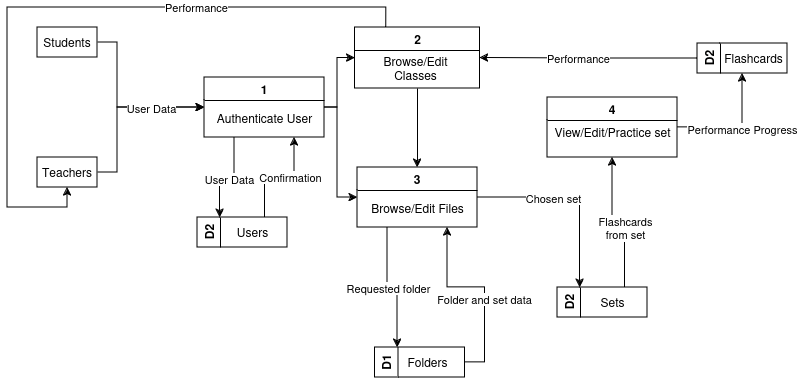 Performance
Students
2
Browse/Edit
Classes
Performance
D2
Flashcards
1
Authenticate User
User Data
4
View/Edit/Practice set
Performance Progress
Teachers
User Data
Confirmation
3
Browse/Edit Files
Chosen set
Flashcards
from set
D2
Users
Requested folder
Folder and set data
D2
Sets
D1
Folders